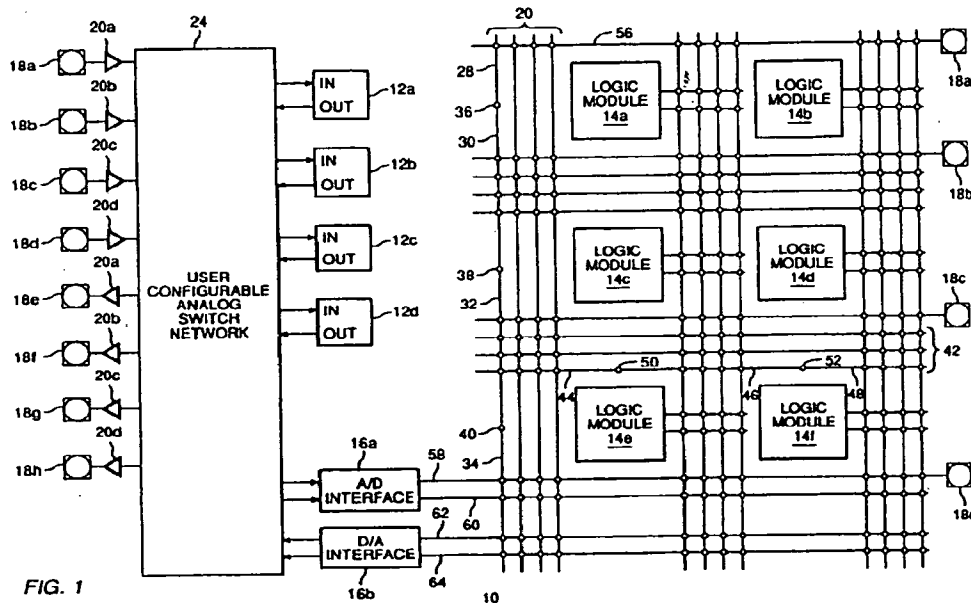 20a
24
20
56
18a
18a
28
LOGIC
MODULE
14a
LOGIC
MODULE
14b
20b
IN
OUT
12a
18b
36
20c
30
IN
OUT
12b
18c
18b
20d
IN
OUT
12c
18d
20a
38
LOGIC
MODULE
14c
LOGIC
MODULE
14d
18c
USER
CONFIGURABLE
ANALOG
SWITCH
NETWORK
18e
20b
IN
OUT
12d
32
42
18f
20c
50
52
44
46
48
18g
20d
40
LOGIC
MODULE
14e
LOGIC
MODULE
14f
18h
16a
34
A/D
INTERFACE
58
60
62
D/A
INTERFACE
64
16b
FIG. 1
10